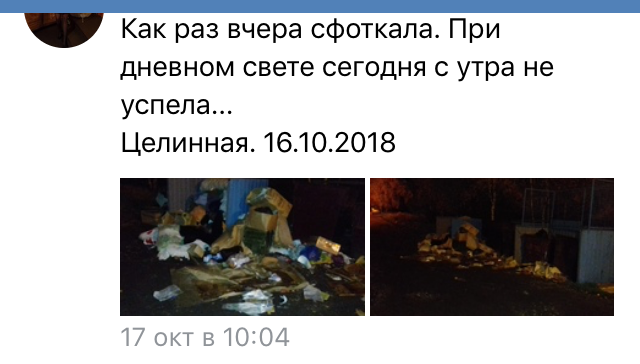 Как раз вчера сфоткала. При
дневном свете сегодня с утра не
успела...
Целинная. 16.10.2018
17 окт в 10:04